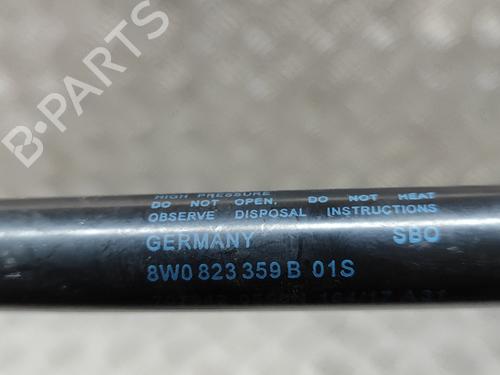 B-PARTS
HIGH PRESSURE
DO NOT OPEN, DO NOT HEAT
OBSERVE DISPOSAL INSTRUCTIONS
GERMANY SBO
8W0 823 359 B 01S